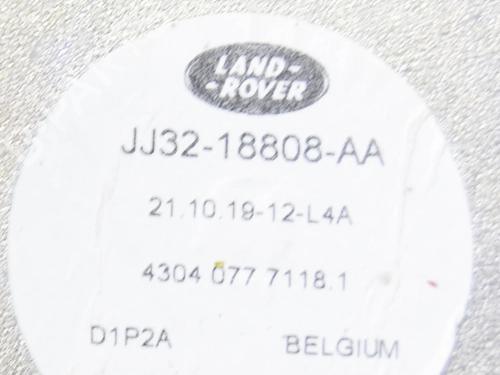 LAND-
-ROVER
JJ32-18808-AA
21.10.19-12-L4A
4304 077 7118.1
D1P2A BELGIUM